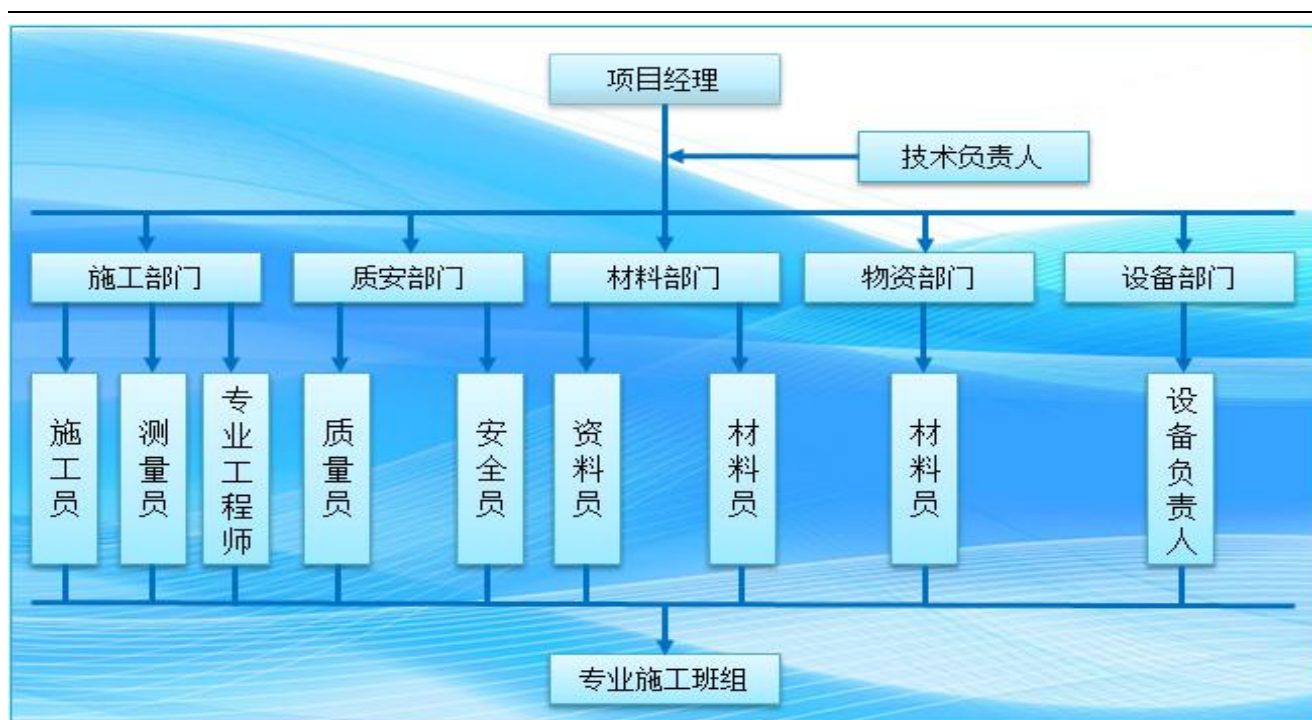 项目经理
技术负责人
施工部门
质安部门
材料部门
物资部门
设备部门
施工员
测量员
专业工程师
质量员
安全员
资料员
材料员
材料员
设备负责人
专业施工班组